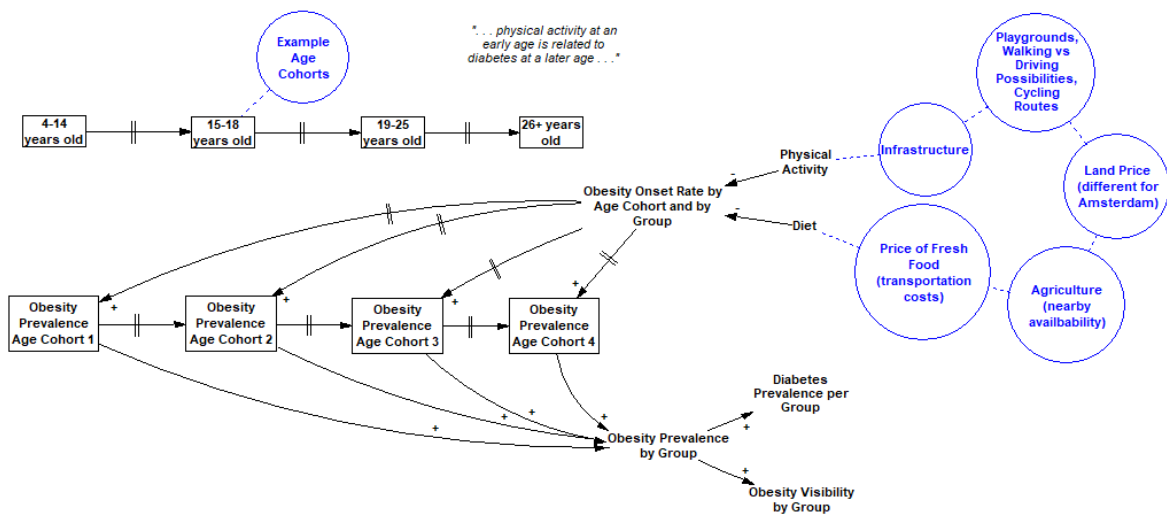 Example
Age
Cohorts
". . . physical activity at an
early age is related to
diabetes at a later age . . ."
Playgrounds,
Walking vs
Driving
Possibilities,
Cycling
Routes
4-14
years old
15-18
years old
19-25
years old
26+ years
old
Physical
Activity
Infrastructure
Land Price
(different for
Amsterdam)
Obesity Onset Rate by
Age Cohort and by
Group
-
-
Diet
Price of Fresh
Food
(transportation
costs)
Agriculture
(nearby
availbability)
Obesity
Prevalence
Age Cohort 1
+
Obesity
Prevalence
Age Cohort 2
+
Obesity
Prevalence
Age Cohort 3
+
Obesity
Prevalence
Age Cohort 4
+
+
+
+
+
Obesity Prevalence
by Group
Diabetes
Prevalence per
Group
+
+
Obesity Visibility
by Group